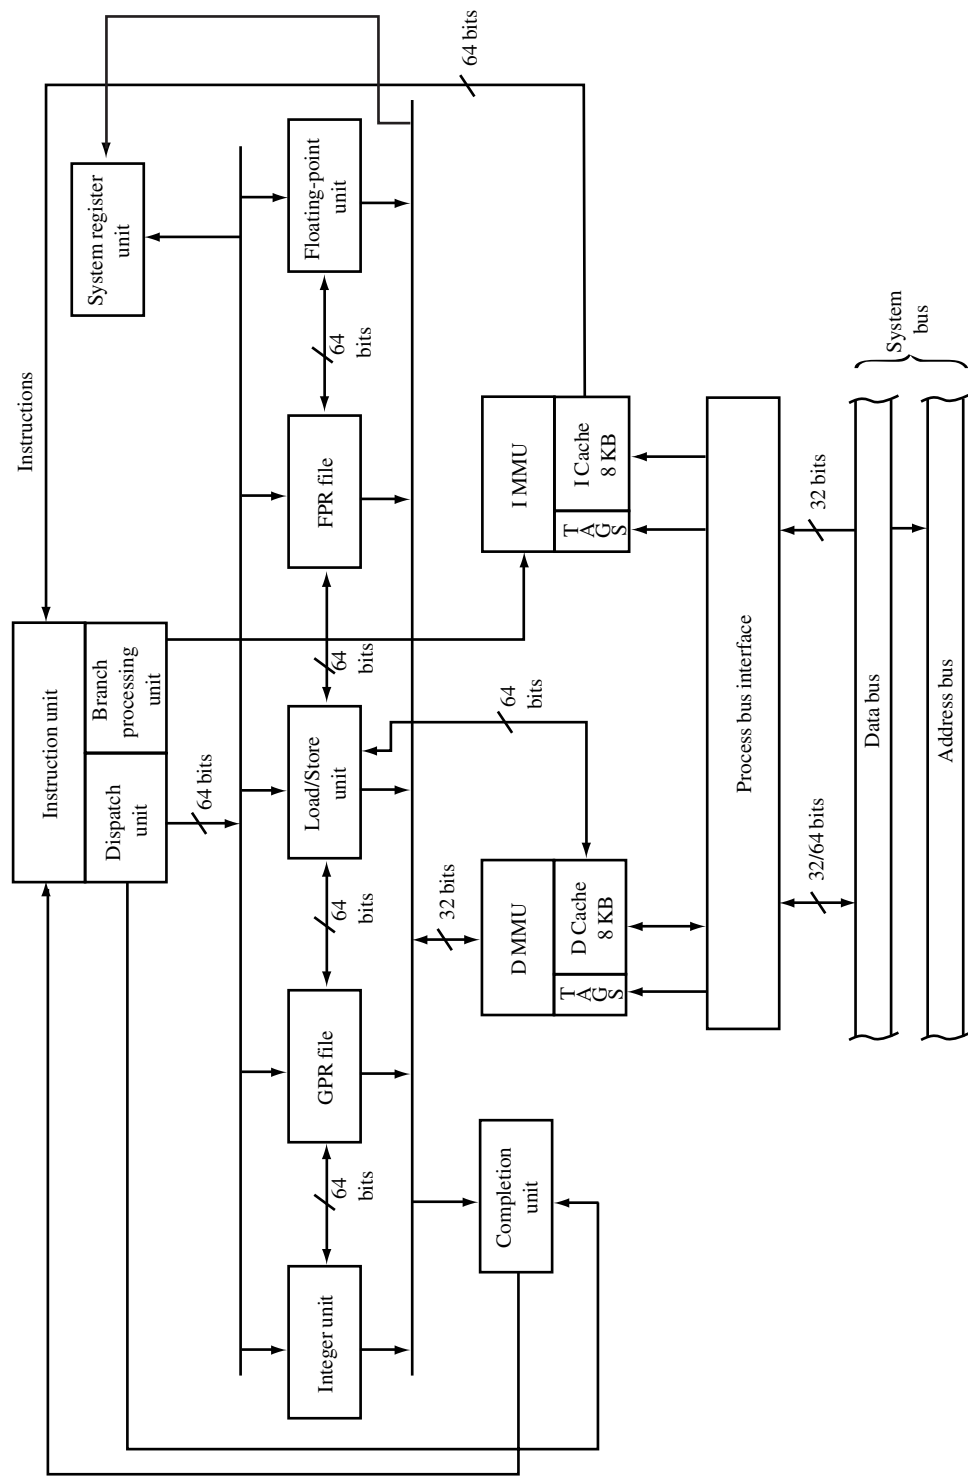 64 bits
Instructions
System register
unit
Instruction unit
Branch
processing
unit
Dispatch
unit
64 bits
Integer unit
64
bits
GPR file
64
bits
Load/Store
unit
64
bits
FPR file
64
bits
Floating-point
unit
Completion
unit
32 bits
64
bits
D MMU
TAGS
D Cache
8 KB
I MMU
TAGS
I Cache
8 KB
Process bus interface
32/64 bits
32 bits
Data bus
Address bus
System
bus